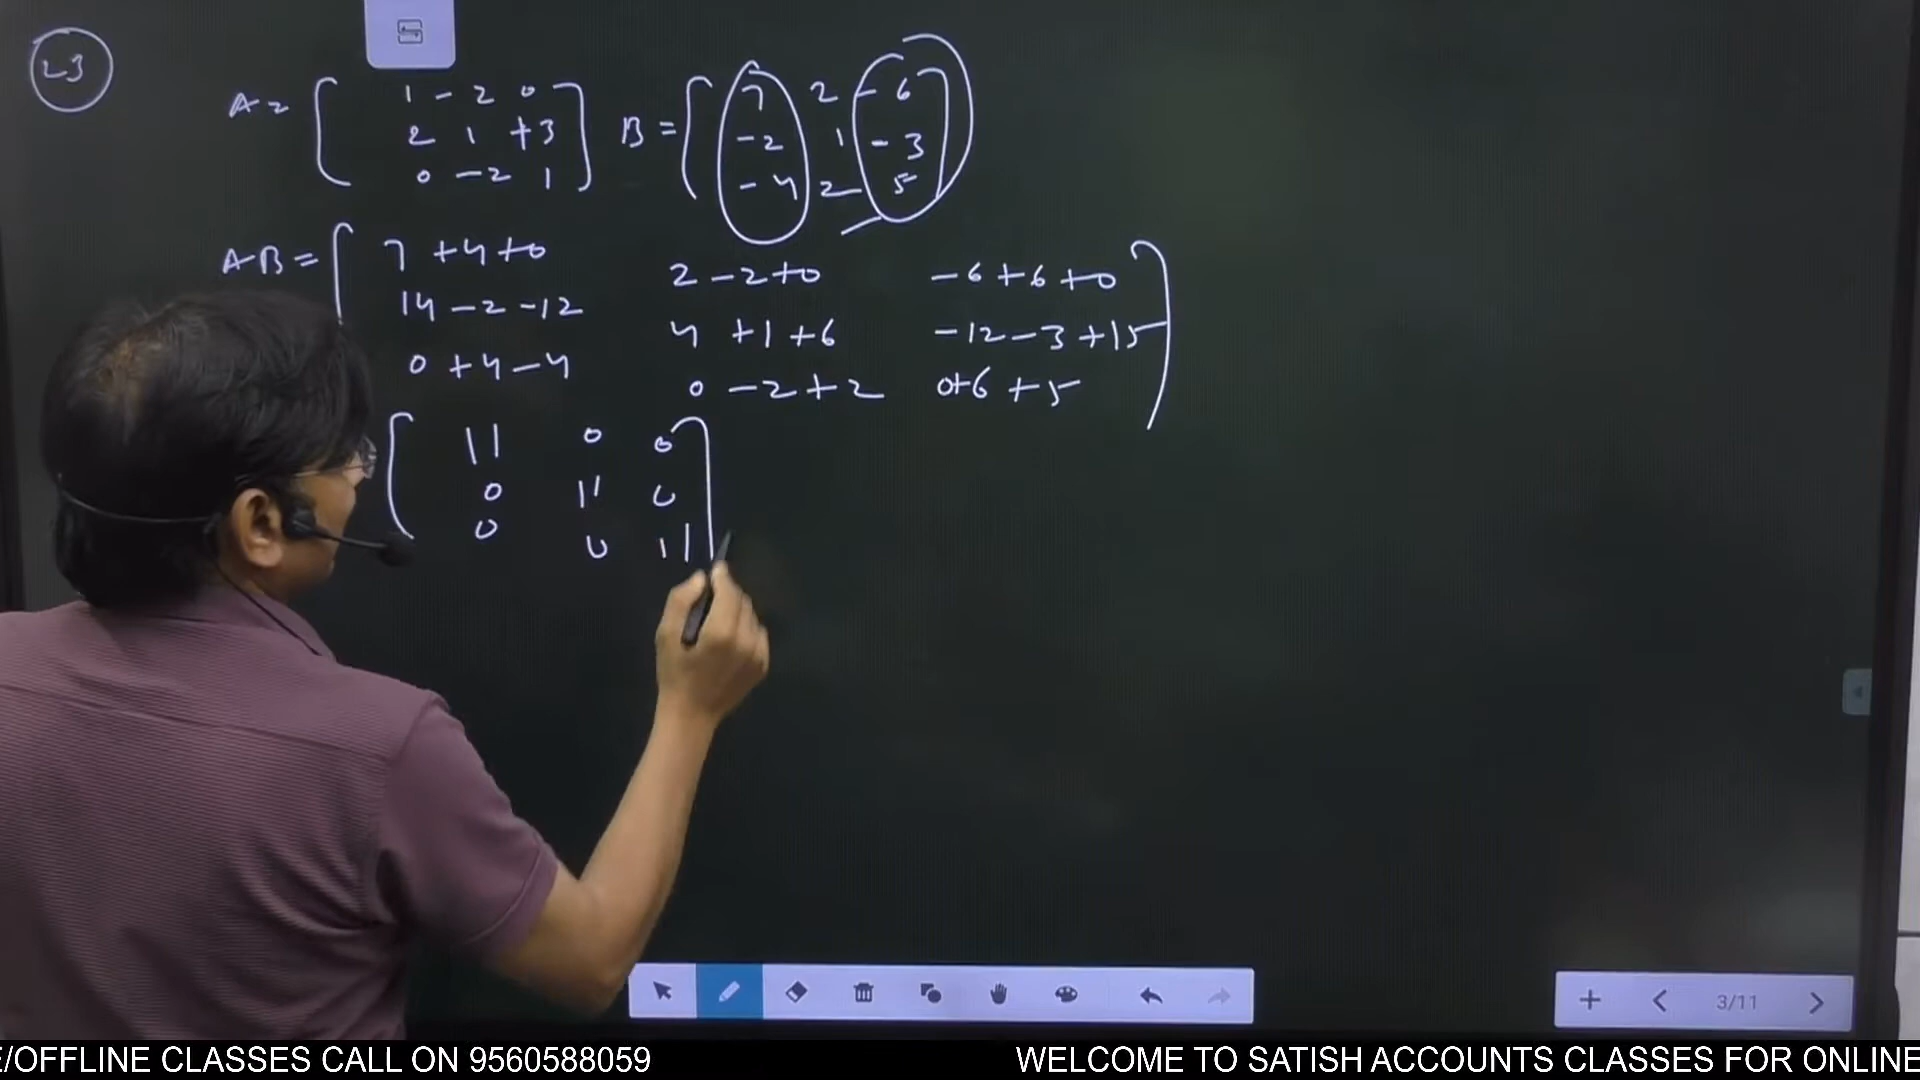 23
A = [ 1 -2 0 B = [ 7 2 -6
2 1 +3 ] -2 1 -3
0 -2 1 -4 2 5 ]
AB = [ 7 +4 +0 2 -2 +0 -6 +6 +0
14 -2 -12 4 +1 +6 -12 -3 +15
0 +4 -4 0 -2 +2 0+6 +5 ]
[ 11 0 0
0 11 0
0 0 11 ]
3/11
E/OFFLINE CLASSES CALL ON 9560588059 WELCOME TO SATISH ACCOUNTS CLASSES FOR ONLINE